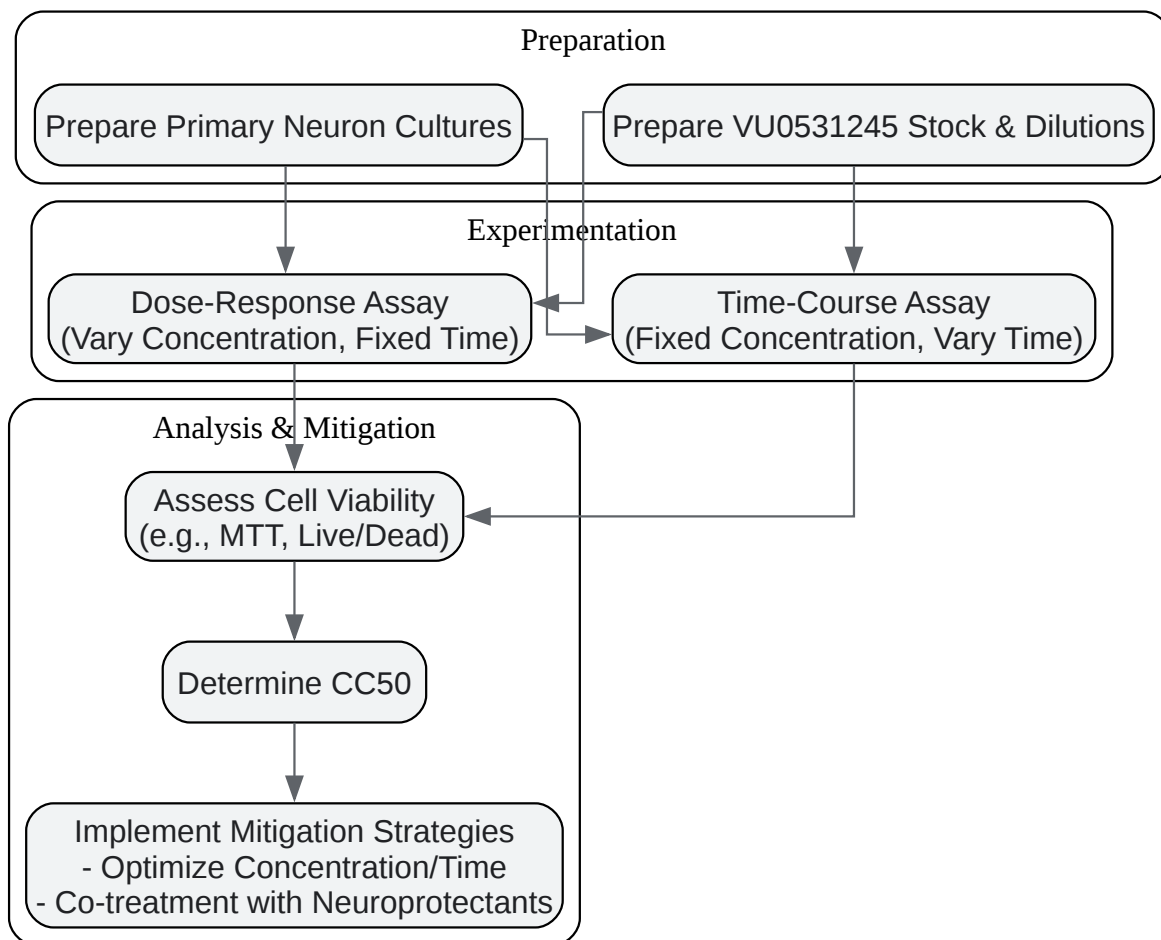 Preparation
Prepare Primary Neuron Cultures
Prepare VU0531245 Stock & Dilutions
Experimentation
Dose-Response Assay
(Vary Concentration, Fixed Time)
Time-Course Assay
(Fixed Concentration, Vary Time)
Analysis & Mitigation
Assess Cell Viability
(e.g., MTT, Live/Dead)
Determine CC50
Implement Mitigation Strategies
- Optimize Concentration/Time
- Co-treatment with Neuroprotectants